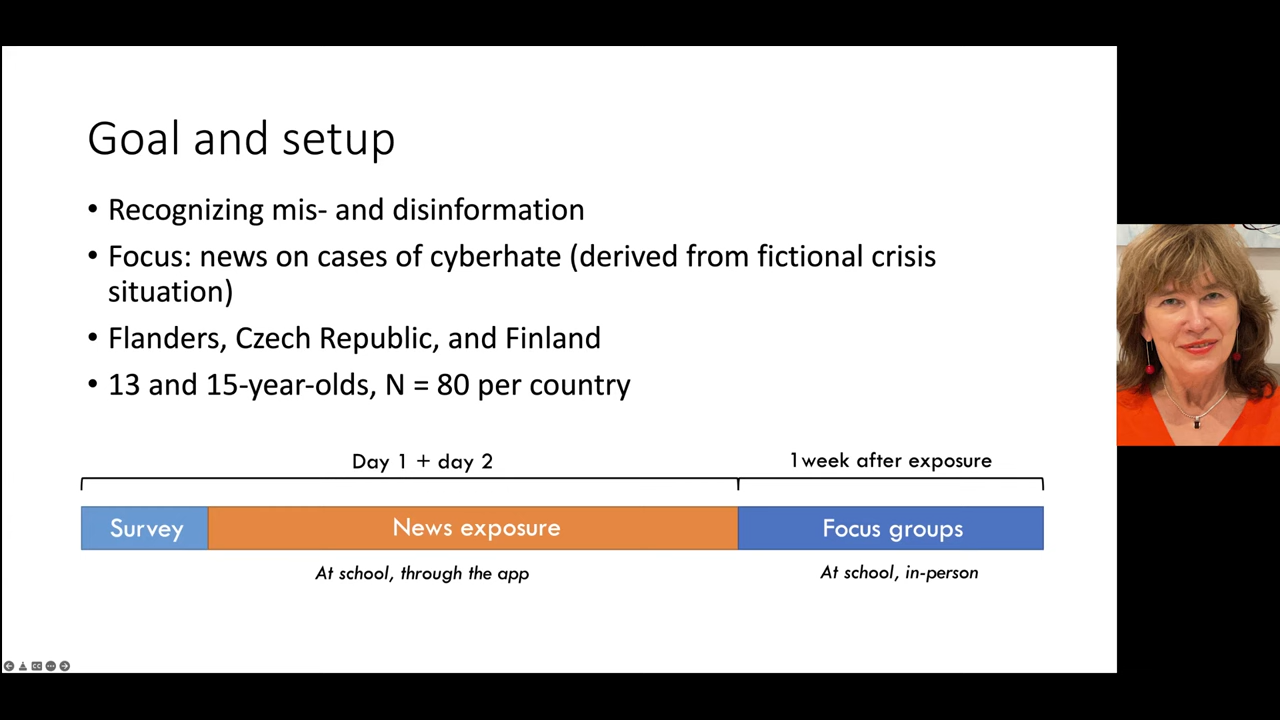 Goal and setup
• Recognizing mis- and disinformation
• Focus: news on cases of cyberhate (derived from fictional crisis
situation)
• Flanders, Czech Republic, and Finland
• 13 and 15-year-olds, N = 80 per country
Day 1 + day 2
1week after exposure
Survey
News exposure
Focus groups
At school, through the app
At school, in-person